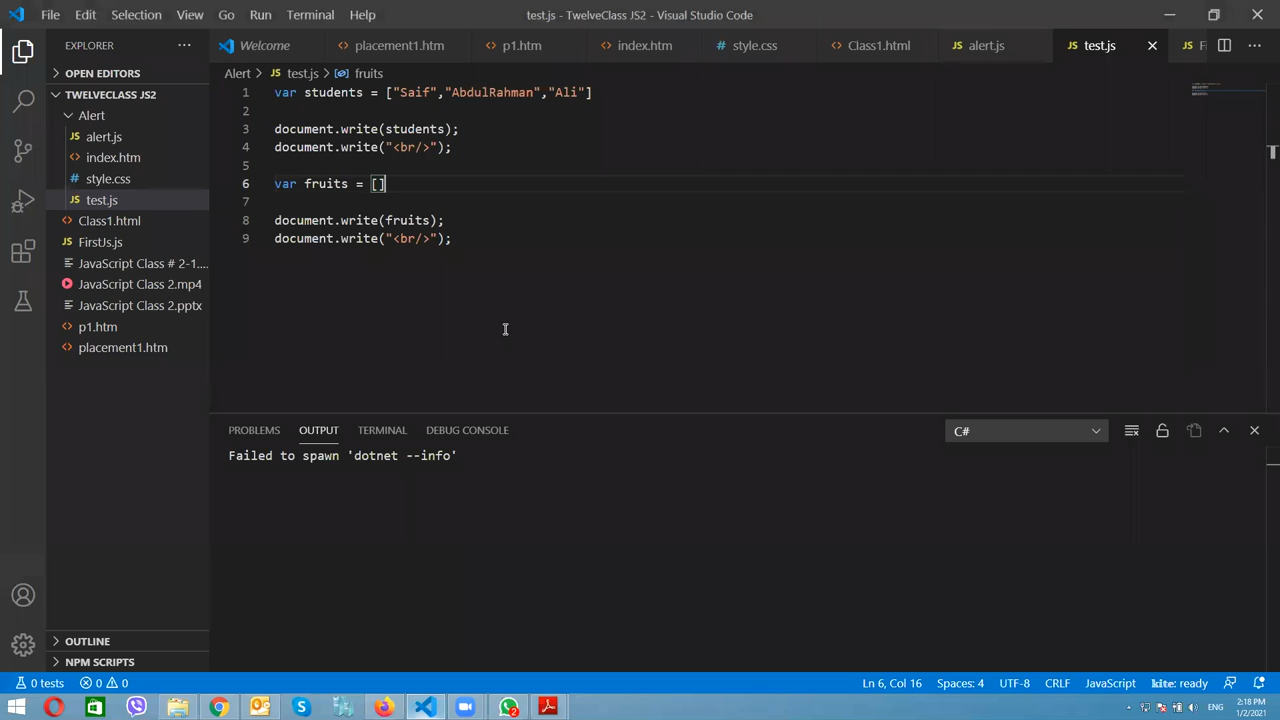 File Edit Selection View Go Run Terminal Help test.js - TwelveClass JS2 - Visual Studio Code
EXPLORER
Welcome placement1.htm p1.htm index.htm style.css Class1.html alert.js test.js
OPEN EDITORS
TWELVECLASS JS2
Alert
alert.js
index.htm
style.css
test.js
Class1.html
FirstJs.js
JavaScript Class # 2-1....
JavaScript Class 2.mp4
JavaScript Class 2.pptx
p1.htm
placement1.htm
OUTLINE
NPM SCRIPTS
Alert > test.js > fruits
1 var students = ["Saif","AbdulRahman","Ali"]
2
3 document.write(students);
4 document.write("<br/>");
5
6 var fruits = []
7
8 document.write(fruits);
9 document.write("<br/>");
PROBLEMS OUTPUT TERMINAL DEBUG CONSOLE C#
Failed to spawn 'dotnet --info'
0 tests 0 0 Ln 6, Col 16 Spaces: 4 UTF-8 CRLF JavaScript kite: ready
ENG 2:18 PM
1/2/2021